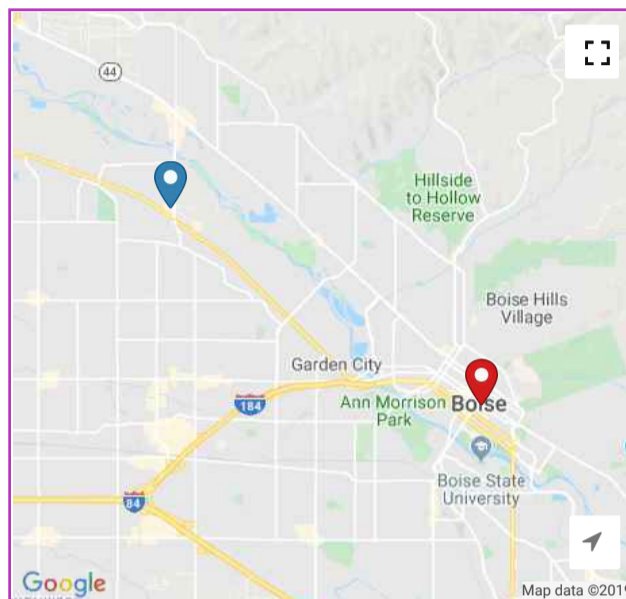 44
Hillside
to Hollow
Reserve
Boise Hills
Village
Garden City
184
Ann Morrison
Park
Boise
Boise State
University
84
Google
Map data ©2019